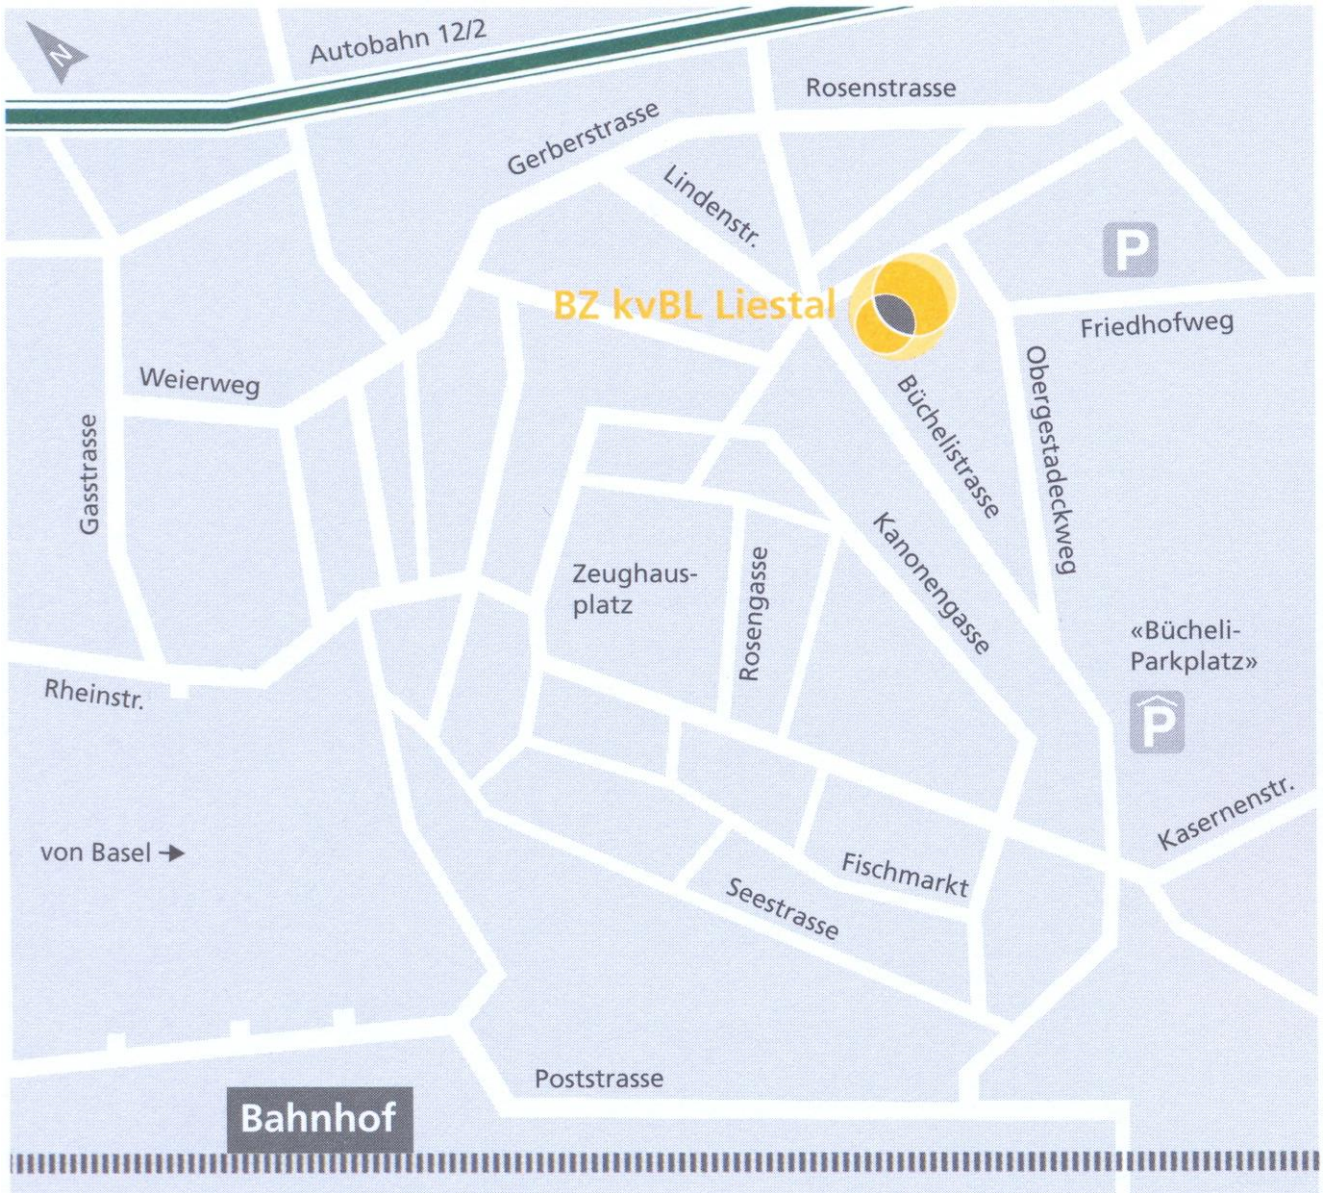 N
Autobahn 12/2
Rosenstrasse
Gerberstrasse
Lindenstr.
P
BZ kvBL Liestal
Friedhofweg
Weierweg
Gasstrasse
Büchelistrasse
Obergestadeckweg
Kanonengasse
Zeughaus-
platz
Rosengasse
«Bücheli-
Parkplatz»
P
Rheinstr.
Kasernenstr.
von Basel
Fischmarkt
Seestrasse
Poststrasse
Bahnhof